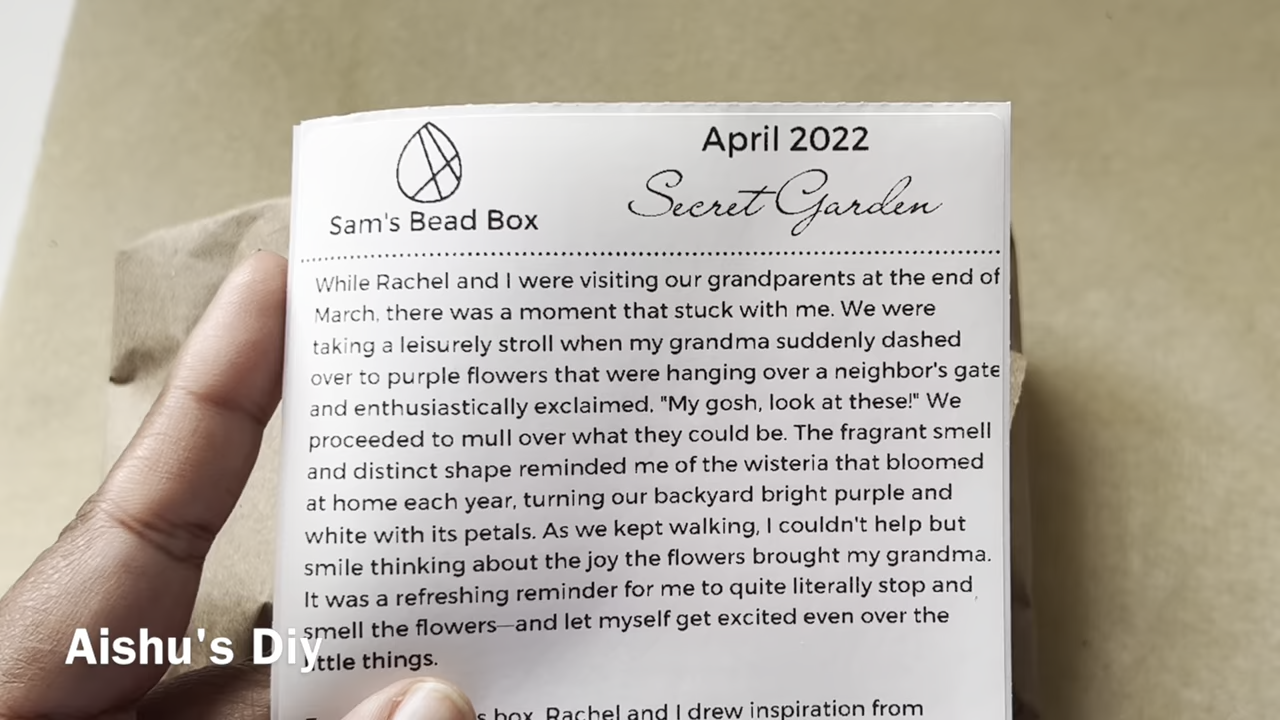 April 2022
Secret Garden
Sam's Bead Box
While Rachel and I were visiting our grandparents at the end of
March, there was a moment that stuck with me. We were
taking a leisurely stroll when my grandma suddenly dashed
over to purple flowers that were hanging over a neighbor's gate
and enthusiastically exclaimed, "My gosh, look at these!" We
proceeded to mull over what they could be. The fragrant smell
and distinct shape reminded me of the wisteria that bloomed
at home each year, turning our backyard bright purple and
white with its petals. As we kept walking, I couldn't help but
smile thinking about the joy the flowers brought my grandma.
It was a refreshing reminder for me to quite literally stop and
smell the flowers—and let myself get excited even over the
little things.
box, Rachel and I drew inspiration from
Aishu's Diy